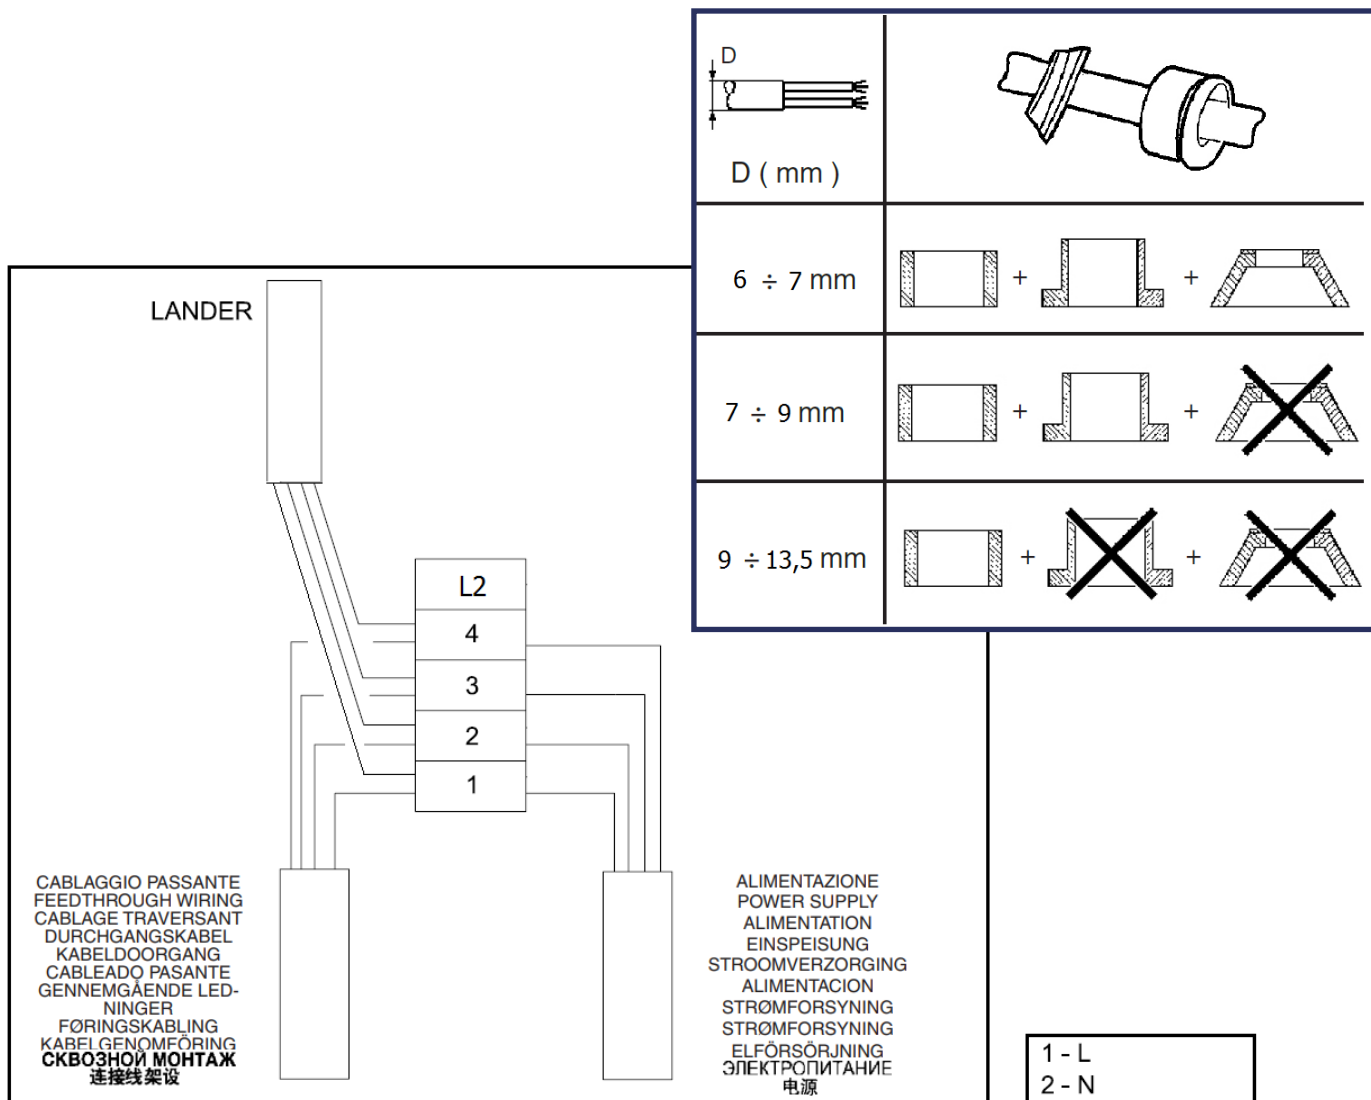 D
D ( mm )
6 ÷ 7 mm
+
+
7 ÷ 9 mm
+
+
9 ÷ 13,5 mm
+
+
LANDER
L2
4
3
2
1
CABLAGGIO PASSANTE
FEEDTHROUGH WIRING
CABLAGE TRAVERSANT
DURCHGANGSKABEL
KABELDOORGANG
CABLEADO PASANTE
GENNEMGÅENDE LED-
NINGER
FØRINGSKABLING
KABELGENOMFÖRING
СКВОЗНОЙ МОНТАЖ
连接线架设
ALIMENTAZIONE
POWER SUPPLY
ALIMENTATION
EINSPEISUNG
STROOMVERZORGING
ALIMENTACION
STRØMFORSYNING
STRØMFORSYNING
ELFÖRSÖRJNING
ЭЛЕКТРОПИТАНИЕ
电源
1 - L
2 - N